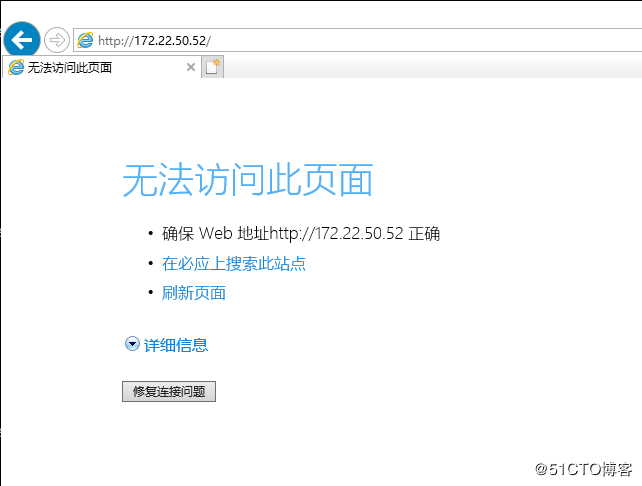 http://172.22.50.52/
无法访问此页面
无法访问此页面
• 确保 Web 地址http://172.22.50.52 正确
• 在必应上搜索此站点
• 刷新页面
详细信息
修复连接问题
@51CTO博客